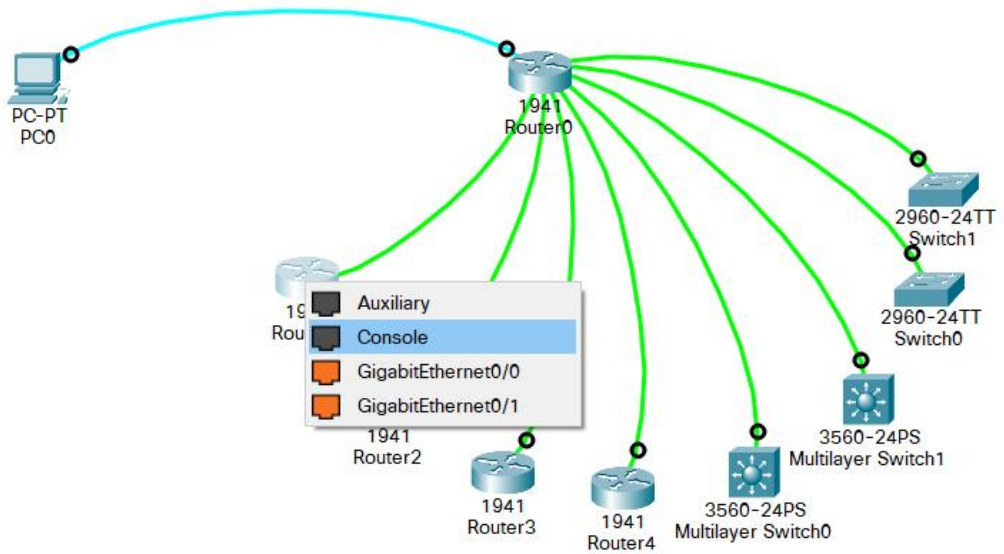 PC-PT
PC0
1941
Router0
2960-24TT
Switch1
2960-24TT
Switch0
Auxiliary
Console
GigabitEthernet0/0
GigabitEthernet0/1
1941
Router2
1941
Router3
1941
Router4
3560-24PS
Multilayer Switch0
3560-24PS
Multilayer Switch1